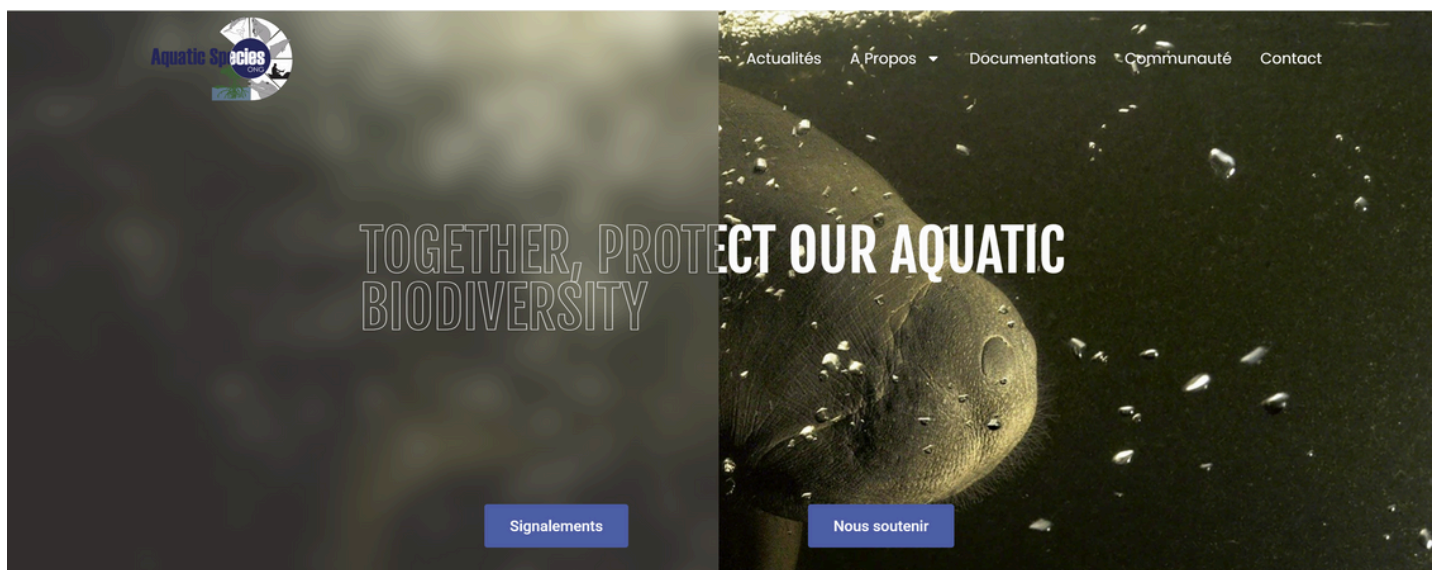 Aquatic Species
ONG
Actualités
A Propos
Documentations
Communauté
Contact
TOGETHER, PROTECT OUR AQUATIC
BIODIVERSITY
Signalements
Nous soutenir